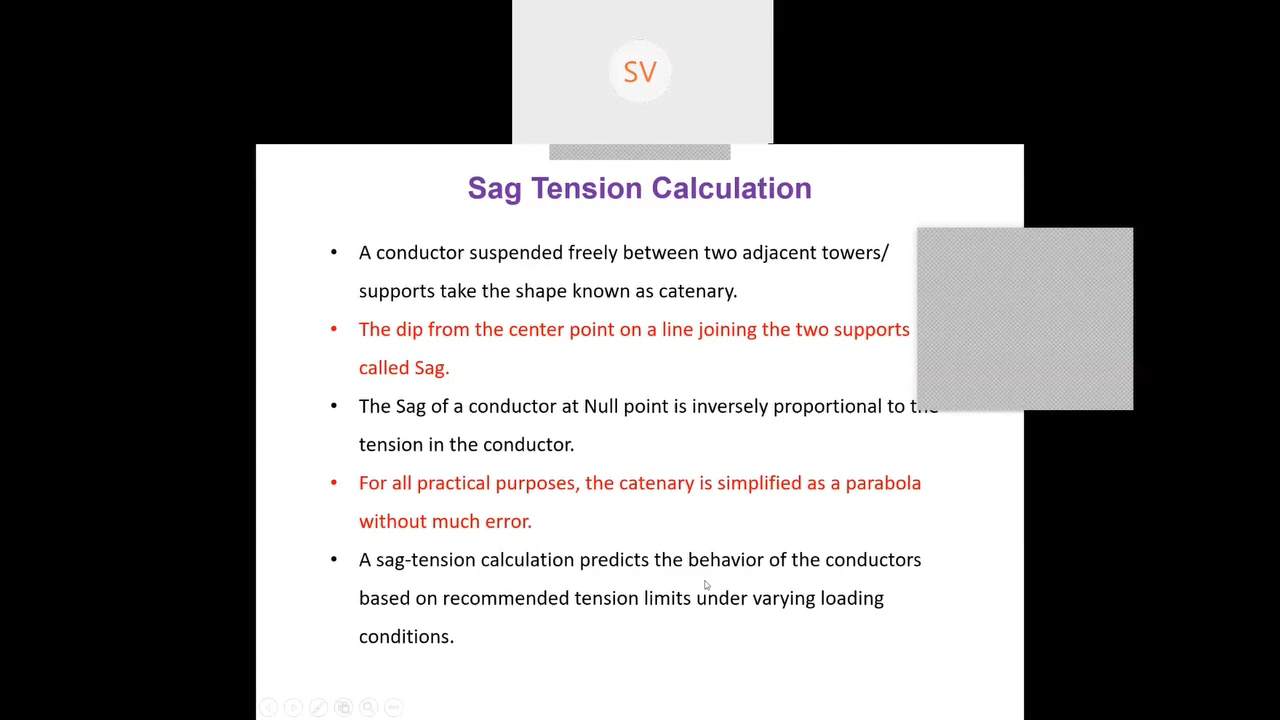 SV
Sag Tension Calculation
• A conductor suspended freely between two adjacent towers/
supports take the shape known as catenary.
• The dip from the center point on a line joining the two supports
called Sag.
• The Sag of a conductor at Null point is inversely proportional to
tension in the conductor.
• For all practical purposes, the catenary is simplified as a parabola
without much error.
• A sag-tension calculation predicts the behavior of the conductors
based on recommended tension limits under varying loading
conditions.